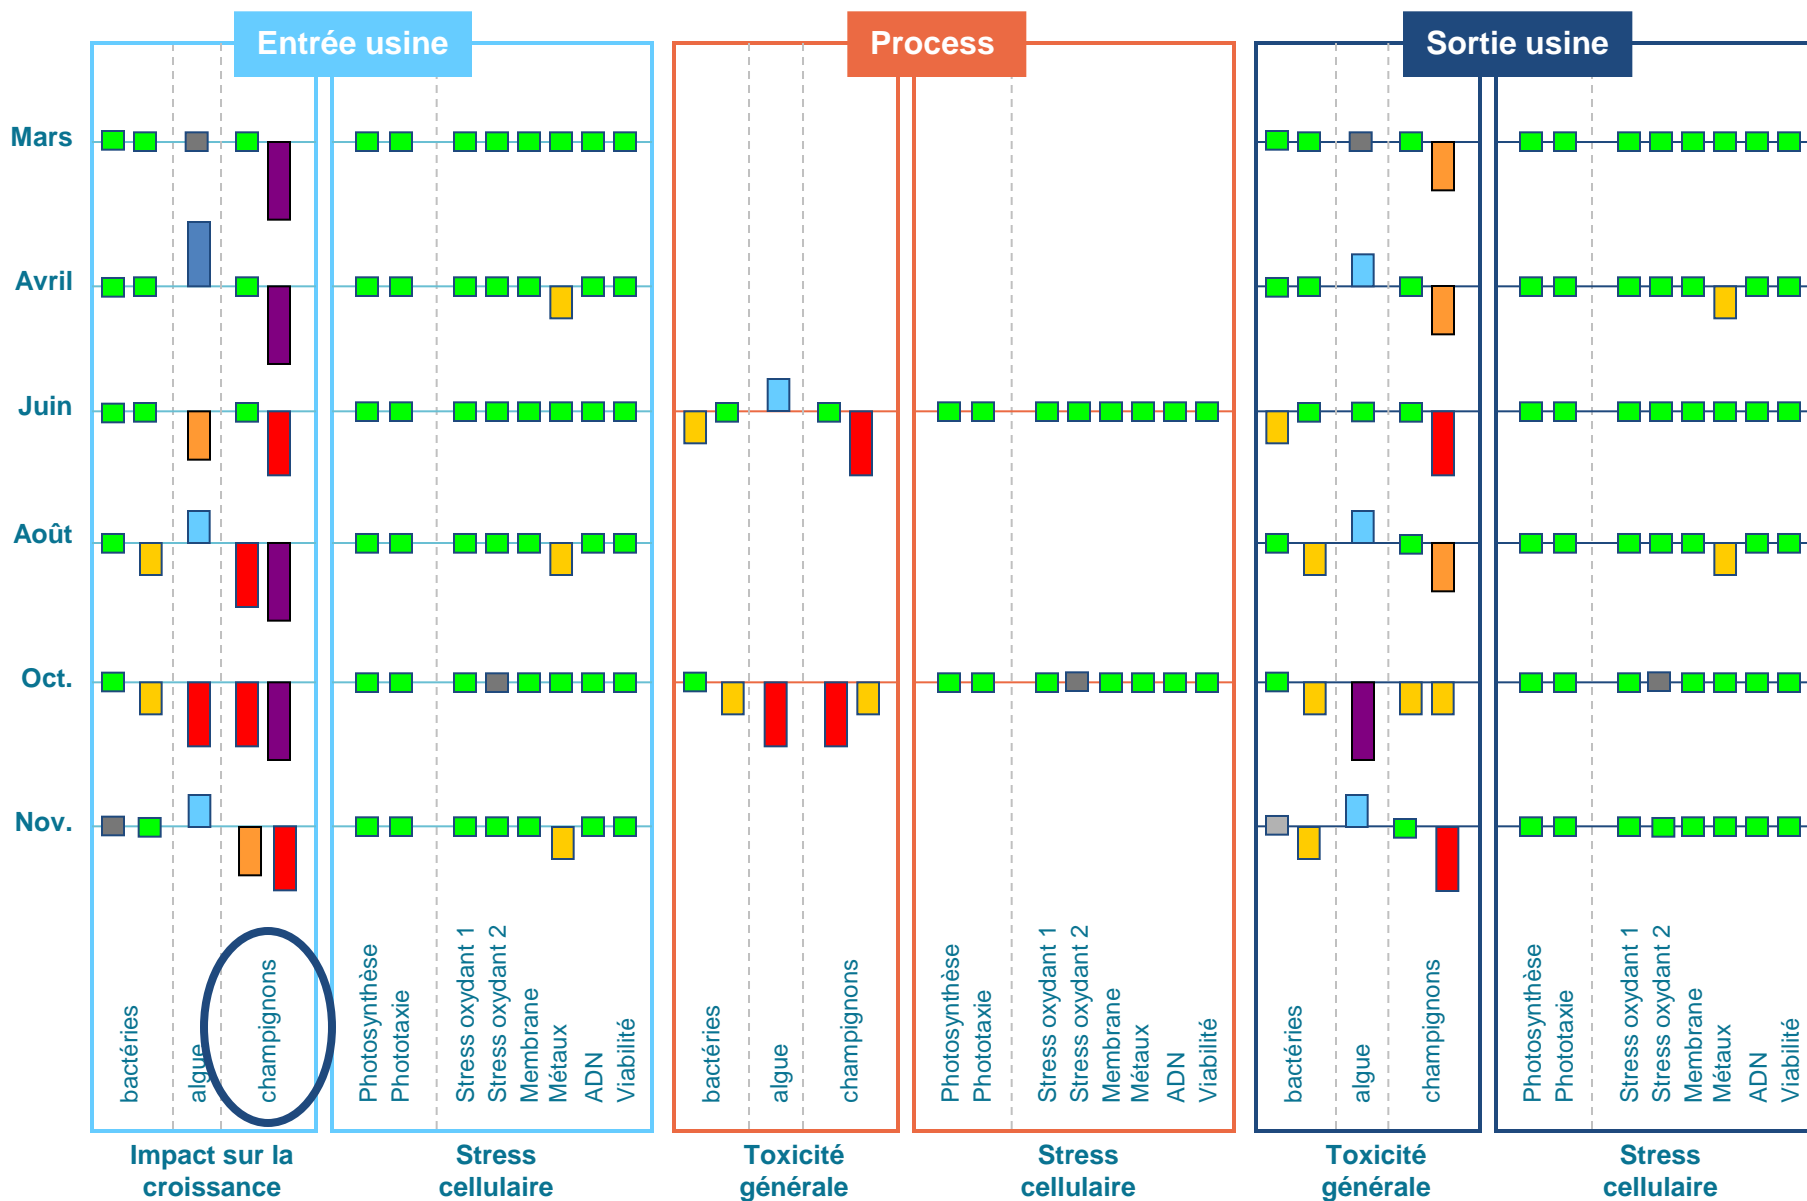 Entrée usine
Process
Sortie usine
Mars
Avril
Juin
Août
Oct.
Nov.
bactéries
algue
champignons
Photosynthèse
Phototaxie
Stress oxydant 1
Stress oxydant 2
Membrane
Métaux
ADN
Viabilité
bactéries
algue
champignons
Photosynthèse
Phototaxie
Stress oxydant 1
Stress oxydant 2
Membrane
Métaux
ADN
Viabilité
bactéries
algue
champignons
Photosynthèse
Phototaxie
Stress oxydant 1
Stress oxydant 2
Membrane
Métaux
ADN
Viabilité
Impact sur la
croissance
Stress
cellulaire
Toxicité
générale
Stress
cellulaire
Toxicité
générale
Stress
cellulaire